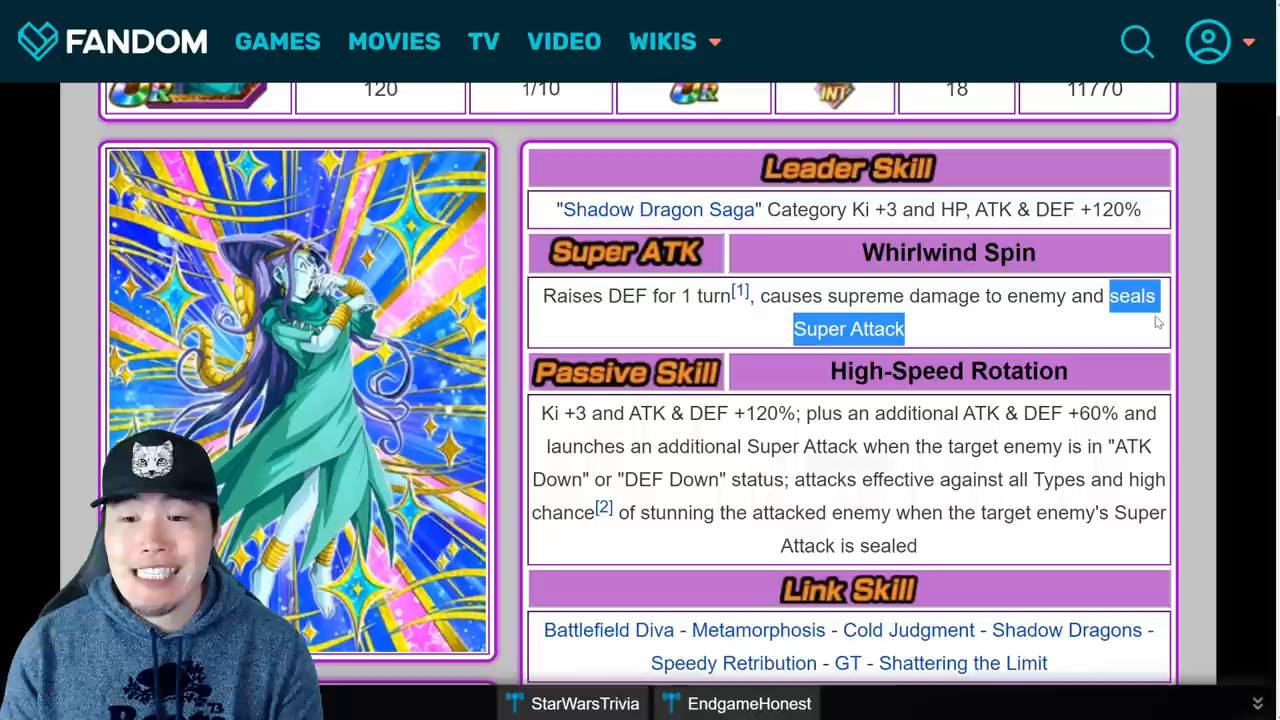 FANDOM GAMES MOVIES TV VIDEO WIKIS
120 1/10 UR INT 18 11770
Leader Skill
"Shadow Dragon Saga" Category Ki +3 and HP, ATK & DEF +120%
Super ATK Whirlwind Spin
Raises DEF for 1 turn[1], causes supreme damage to enemy and seals
Super Attack
Passive Skill High-Speed Rotation
Ki +3 and ATK & DEF +120%; plus an additional ATK & DEF +60% and
launches an additional Super Attack when the target enemy is in "ATK
Down" or "DEF Down" status; attacks effective against all Types and high
chance[2] of stunning the attacked enemy when the target enemy's Super
Attack is sealed
Link Skill
Battlefield Diva - Metamorphosis - Cold Judgment - Shadow Dragons -
Speedy Retribution - GT - Shattering the Limit
StarWarsTrivia EndgameHonest